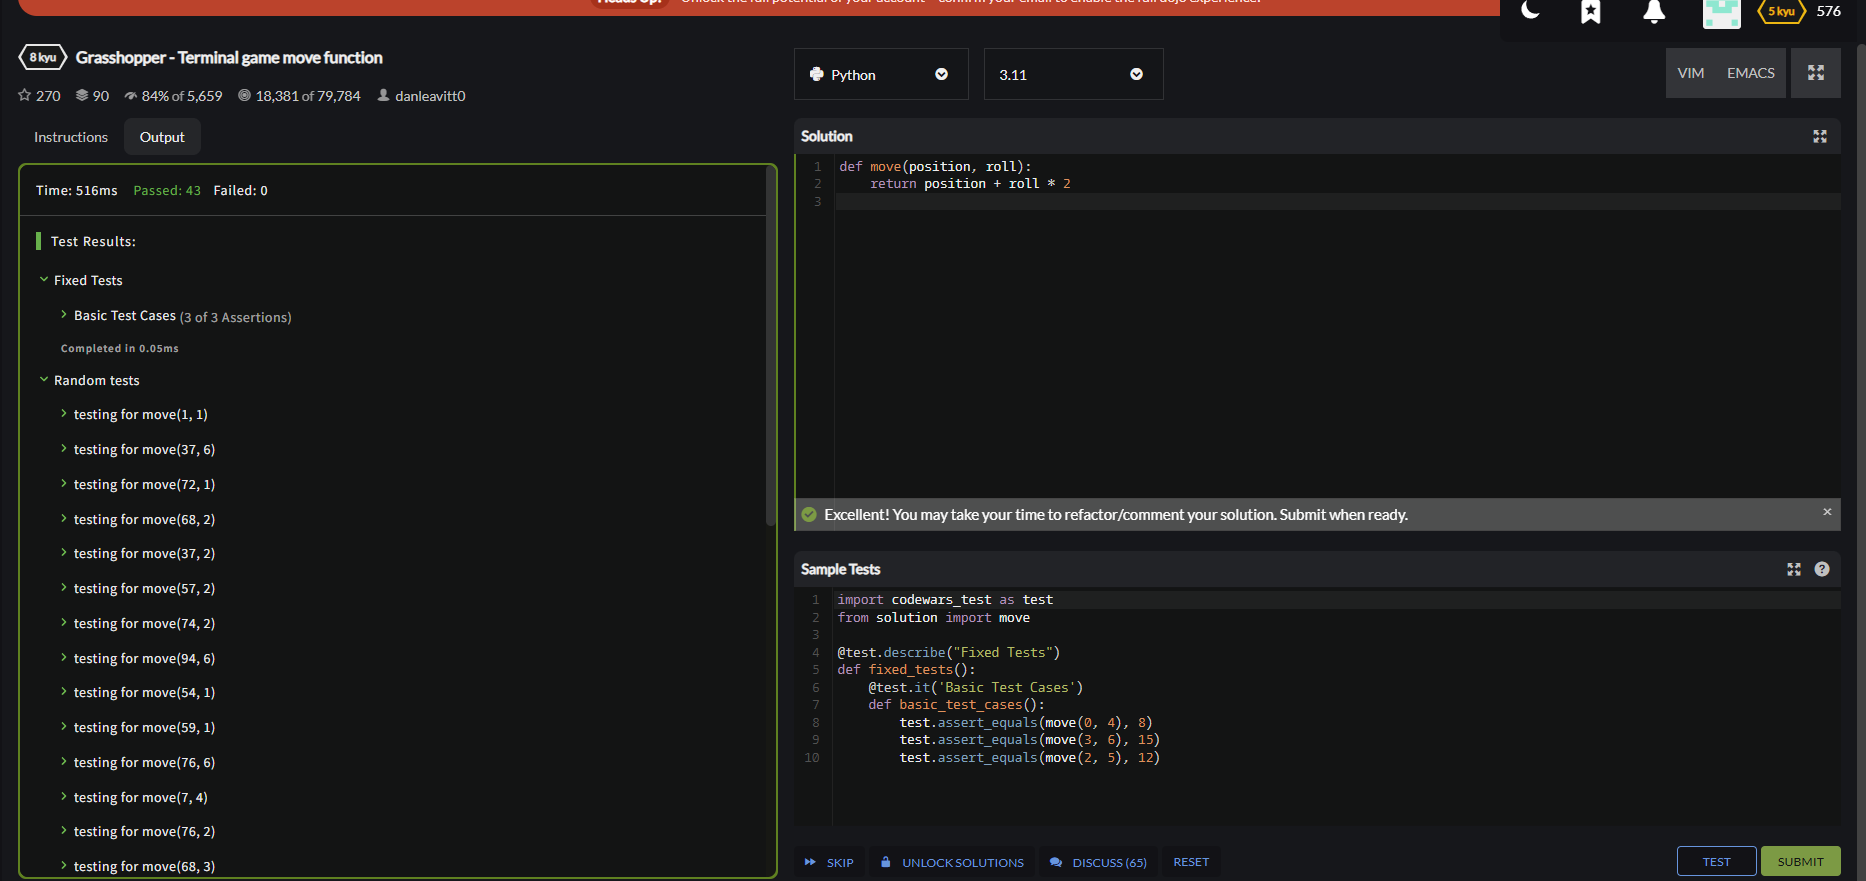 Heads Up! Unlock the full potential of your account - confirm your email to enable the full dojo experience!
5 kyu 576
8 kyu Grasshopper - Terminal game move function
270 90 84% of 5,659 18,381 of 79,784 danleavitt0
Instructions Output
Time: 516ms Passed: 43 Failed: 0
Test Results:
Fixed Tests
Basic Test Cases (3 of 3 Assertions)
Completed in 0.05ms
Random tests
testing for move(1, 1)
testing for move(37, 6)
testing for move(72, 1)
testing for move(68, 2)
testing for move(37, 2)
testing for move(57, 2)
testing for move(74, 2)
testing for move(94, 6)
testing for move(54, 1)
testing for move(59, 1)
testing for move(76, 6)
testing for move(7, 4)
testing for move(76, 2)
testing for move(68, 3)
Python 3.11 VIM EMACS
Solution
1 def move(position, roll):
2 return position + roll * 2
3
Excellent! You may take your time to refactor/comment your solution. Submit when ready. ×
Sample Tests ?
1 import codewars_test as test
2 from solution import move
3
4 @test.describe("Fixed Tests")
5 def fixed_tests():
6 @test.it('Basic Test Cases')
7 def basic_test_cases():
8 test.assert_equals(move(0, 4), 8)
9 test.assert_equals(move(3, 6), 15)
10 test.assert_equals(move(2, 5), 12)
SKIP UNLOCK SOLUTIONS DISCUSS (65) RESET TEST SUBMIT